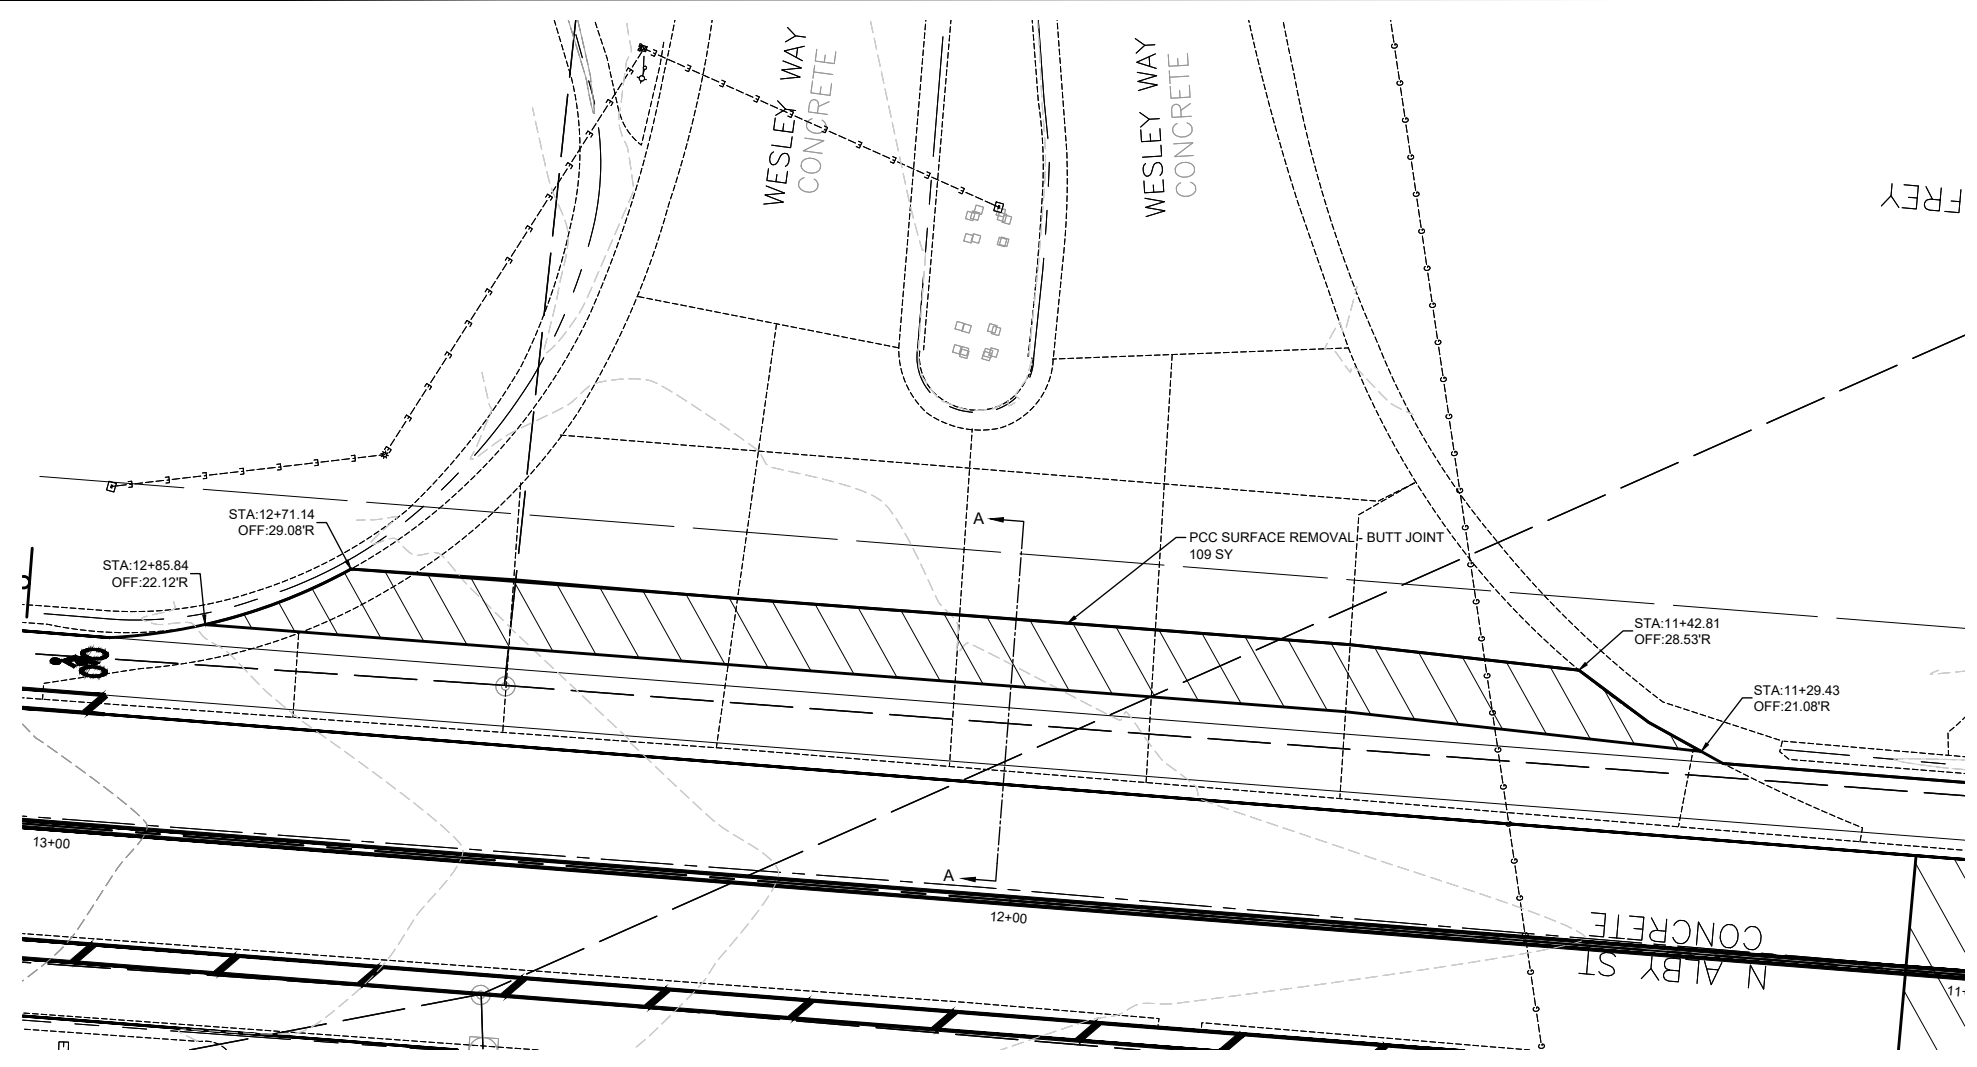 WESLEY WAY
CONCRETE
WESLEY WAY
CONCRETE
FREY
STA:12+71.14
OFF:29.08'R
STA:12+85.84
OFF:22.12'R
A
PCC SURFACE REMOVAL - BUTT JOINT
109 SY
STA:11+42.81
OFF:28.53'R
STA:11+29.43
OFF:21.08'R
13+00
A
12+00
N ALBY ST
CONCRETE
11+
E